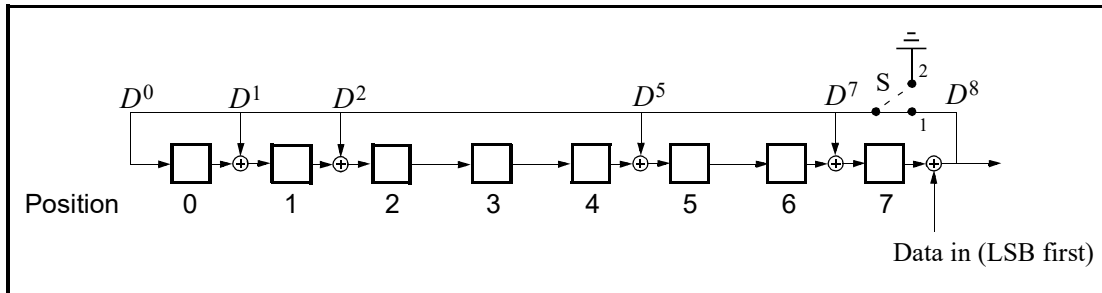 2
S
D⁰ D¹ D² D⁵ D⁷ D⁸
1
Position 0 1 2 3 4 5 6 7
Data in (LSB first)